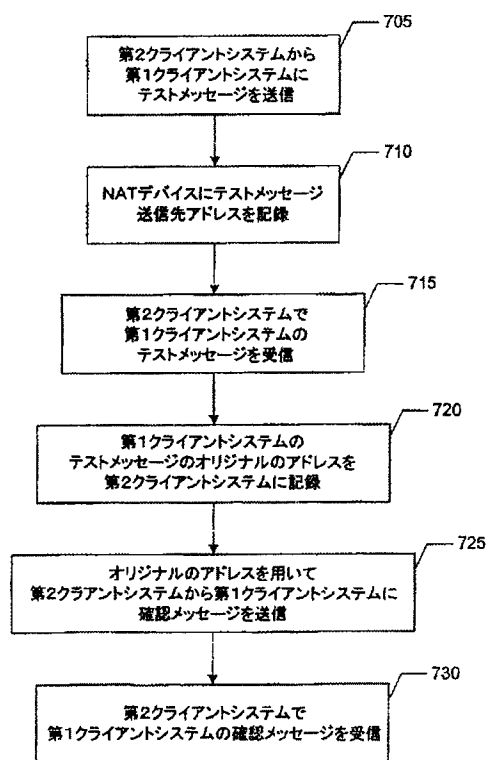 705
第2クライアントシステムから
第1クライアントシステムに
テストメッセージを送信
710
NATデバイスにテストメッセージ
送信先アドレスを記録
715
第2クライアントシステムで
第1クライアントシステムの
テストメッセージを受信
720
第1クライアントシステムの
テストメッセージのオリジナルのアドレスを
第2クライアントシステムに記録
725
オリジナルのアドレスを用いて
第2クラアントシステムから第1クライアントシステムに
確認メッセージを送信
730
第2クライアントシステムで
第1クライアントシステムの確認メッセージを受信